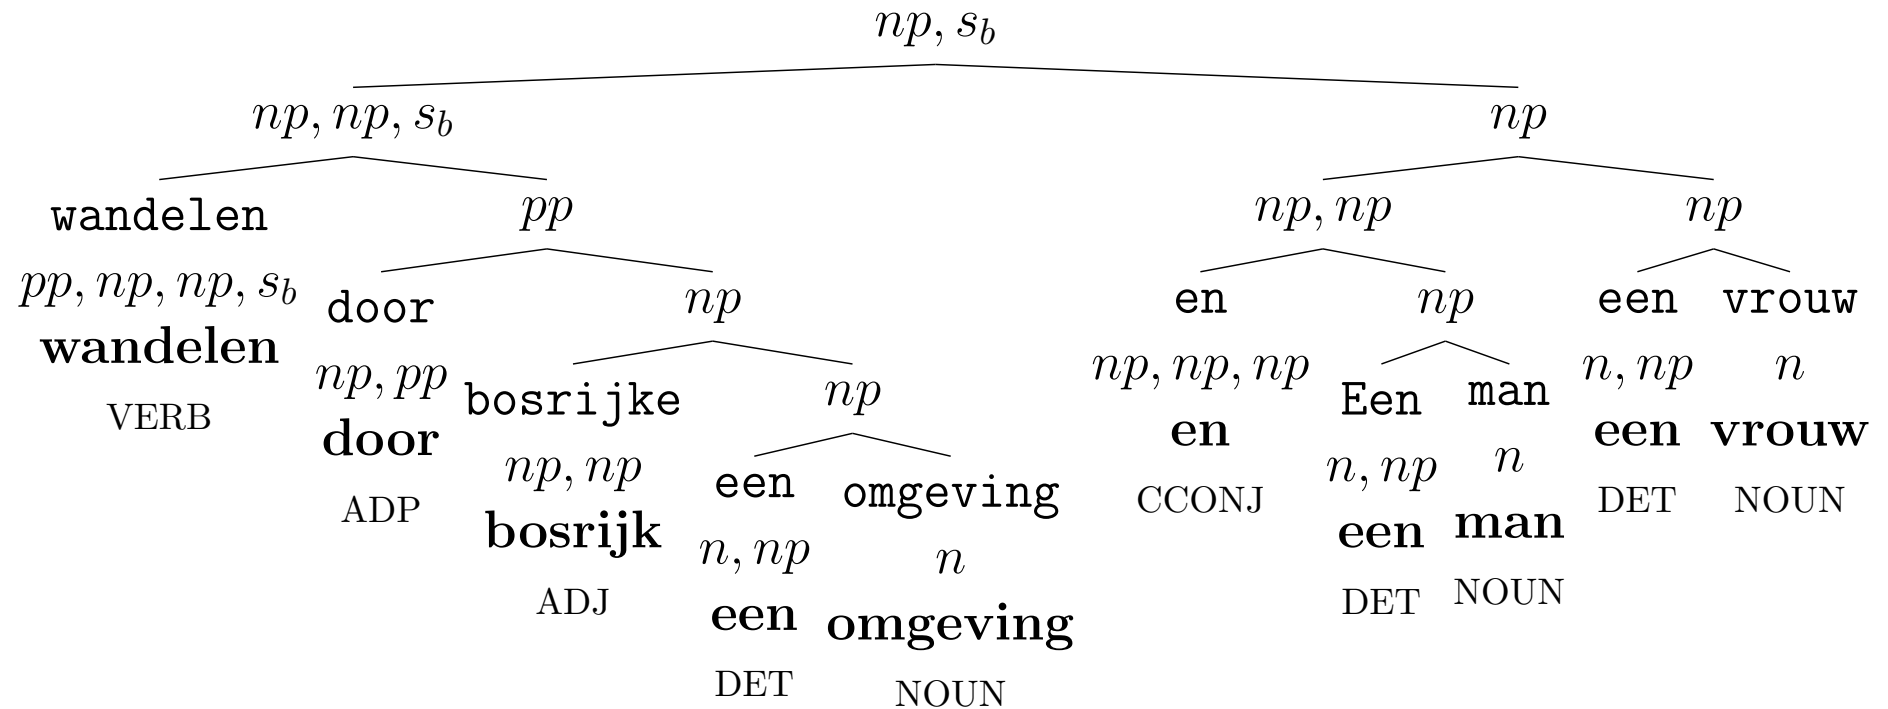 np, s_b
np, np, s_b
np
wandelen
pp, np, np, s_b
wandelen
VERB
pp
door
np, pp
door
ADP
np
bosrijke
np, np
bosrijk
ADJ
np
een
n, np
een
DET
omgeving
n
omgeving
NOUN
np, np
en
np, np, np
en
CCONJ
np
Een
n, np
een
DET
man
n
man
NOUN
np
een
n, np
een
DET
vrouw
n
vrouw
NOUN